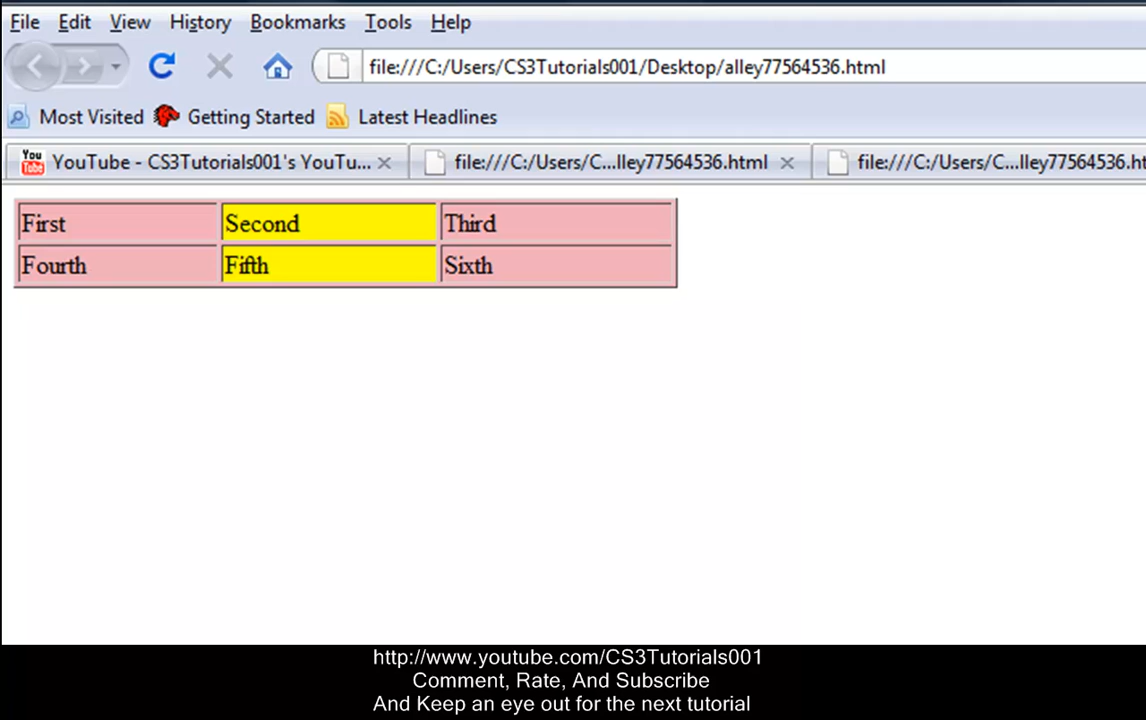 File Edit View History Bookmarks Tools Help
file:///C:/Users/CS3Tutorials001/Desktop/alley77564536.html
Most Visited Getting Started Latest Headlines
You Tube YouTube - CS3Tutorials001's YouTu... file:///C:/Users/C...lley77564536.html file:///C:/Users/C...lley77564536.ht
First Second Third
Fourth Fifth Sixth
http://www.youtube.com/CS3Tutorials001
Comment, Rate, And Subscribe
And Keep an eye out for the next tutorial